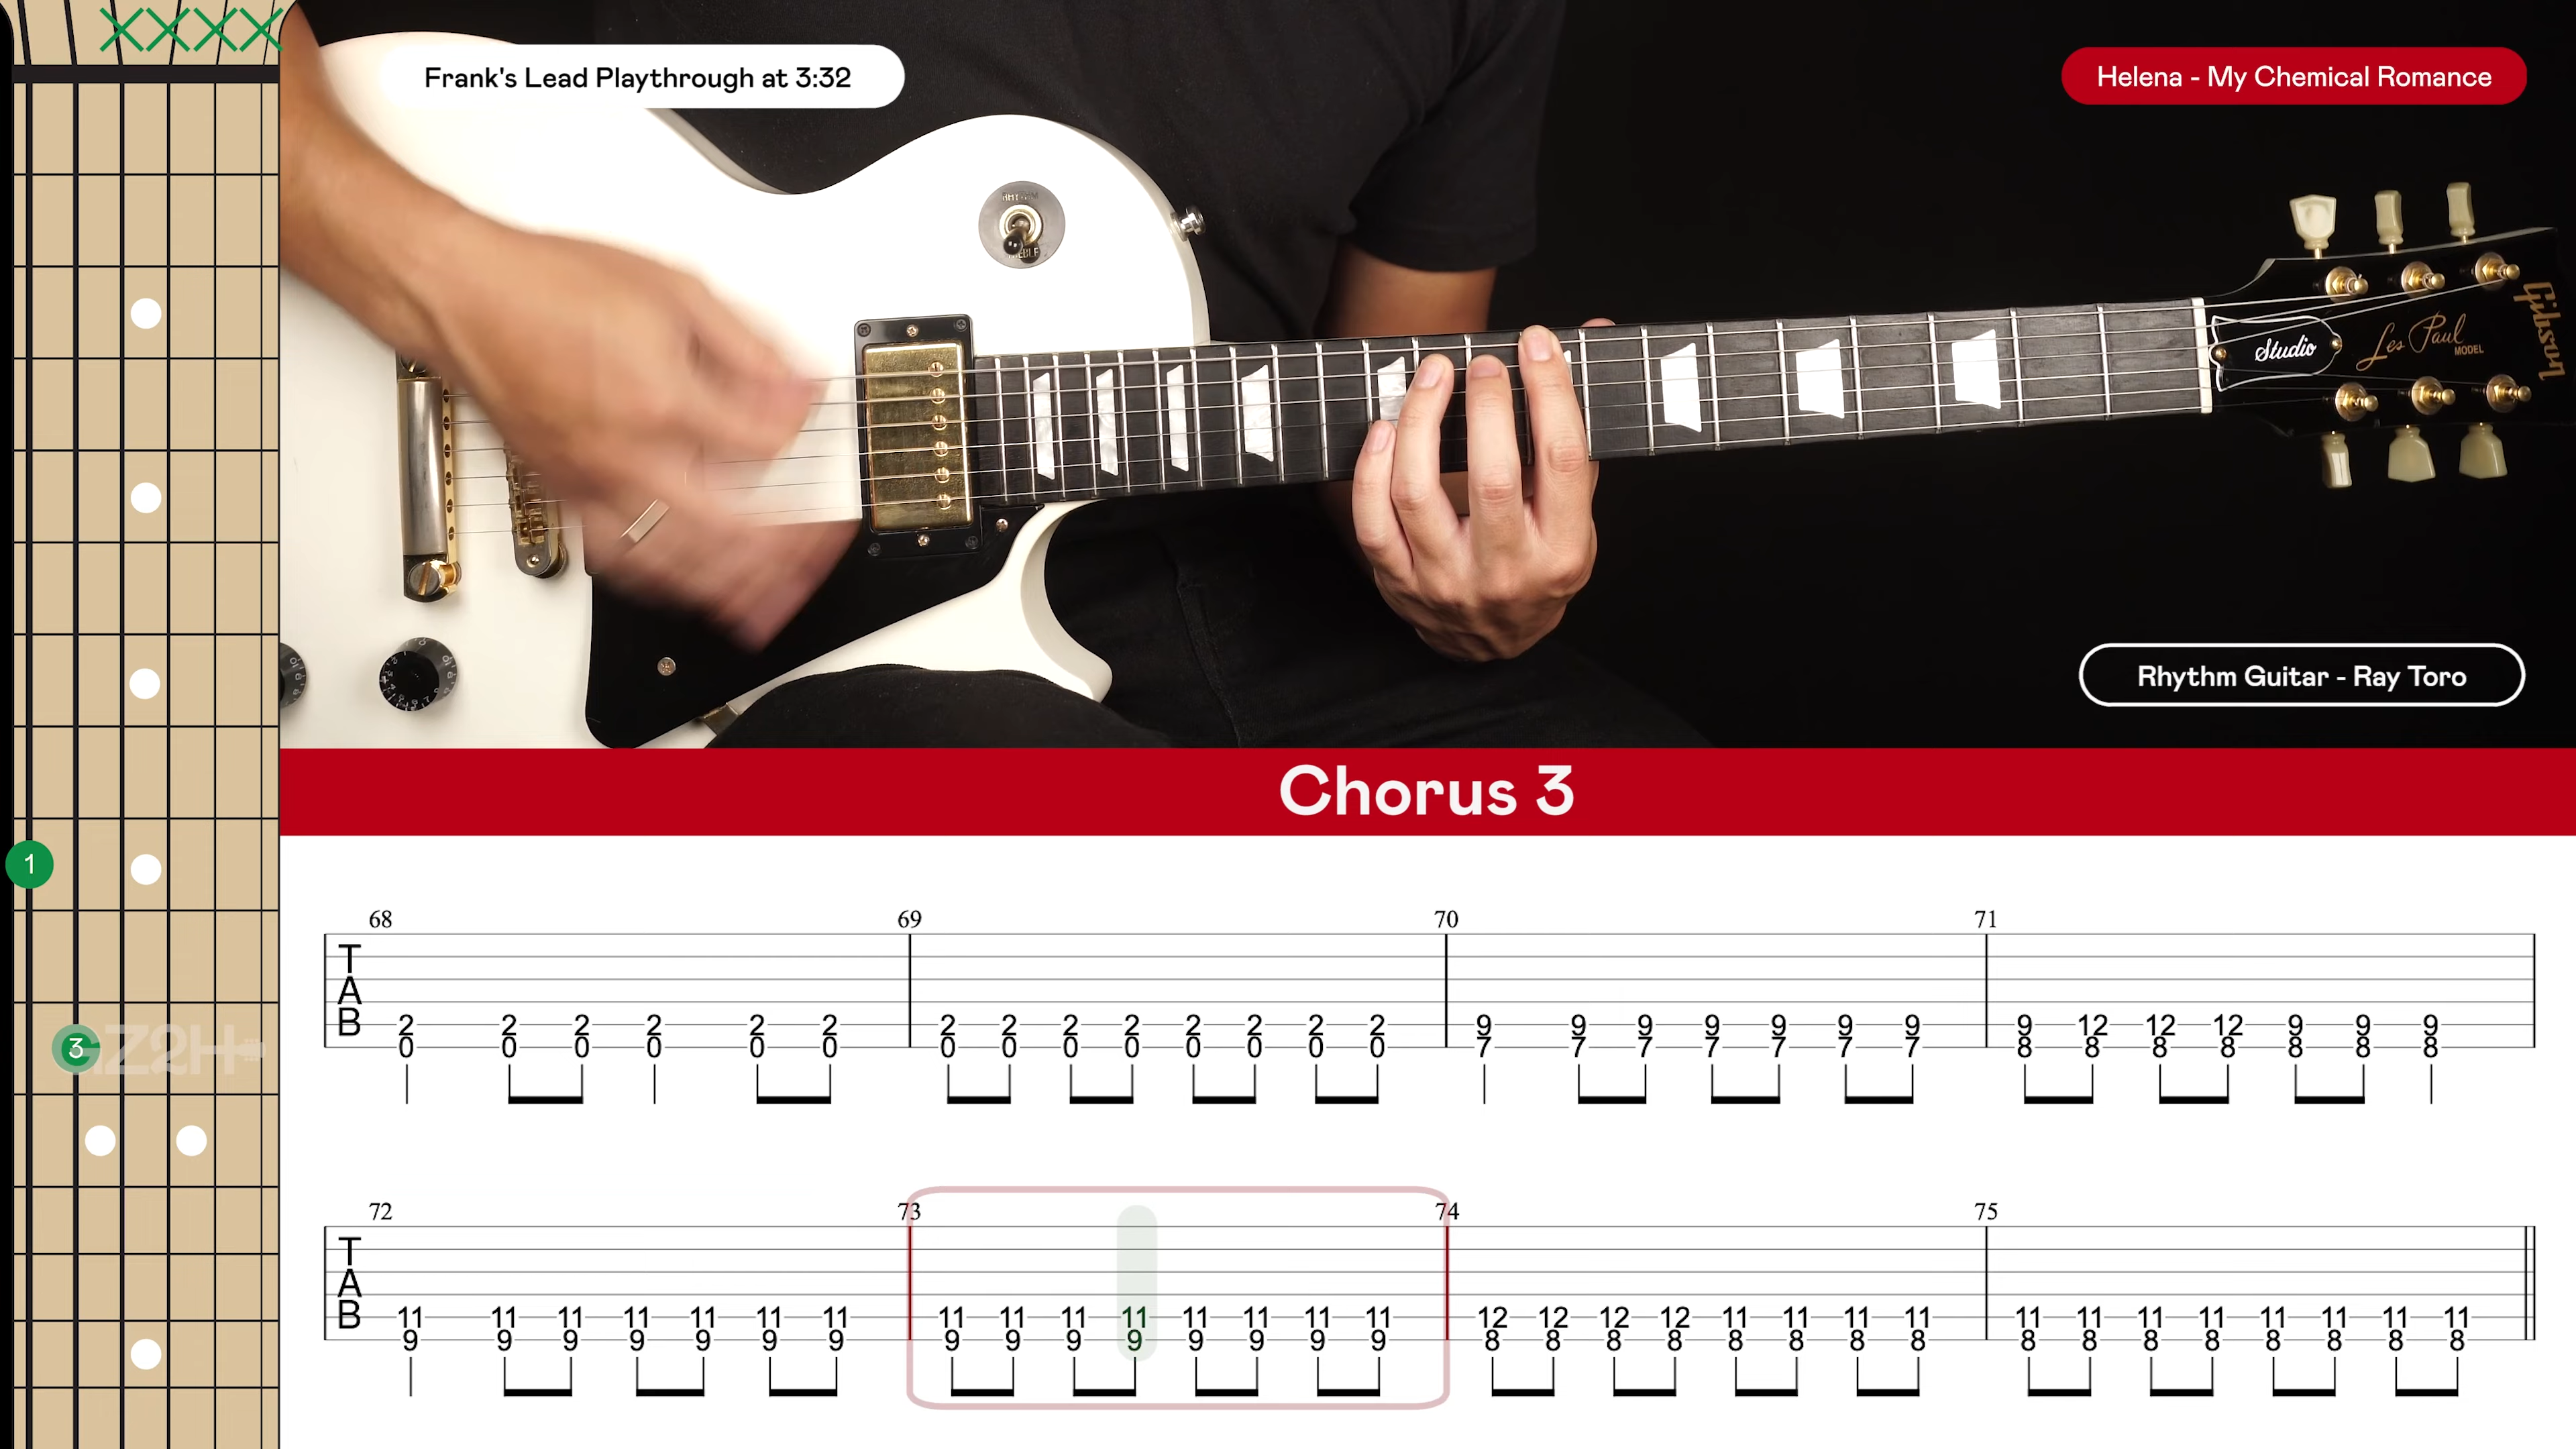 XXXX
Frank's Lead Playthrough at 3:32
Helena - My Chemical Romance
RHYTHM
TREBLE
Gibson
Studio
Les Paul
MODEL
Rhythm Guitar - Ray Toro
Chorus 3
1
3
GZ2H
68 69 70 71
TAB
2 2 2 2 2 2 2 2 2 2 2 2 2 2 9 9 9 9 9 9 9 9 12 12 12 9 9 9
0 0 0 0 0 0 0 0 0 0 0 0 0 0 7 7 7 7 7 7 7 8 8 8 8 8 8 8
72 73 74 75
TAB
11 11 11 11 11 11 11 11 11 11 11 11 11 11 11 12 12 12 12 11 11 11 11 11 11 11 11 11 11 11 11
9 9 9 9 9 9 9 9 9 9 9 9 9 9 9 8 8 8 8 8 8 8 8 8 8 8 8 8 8 8 8